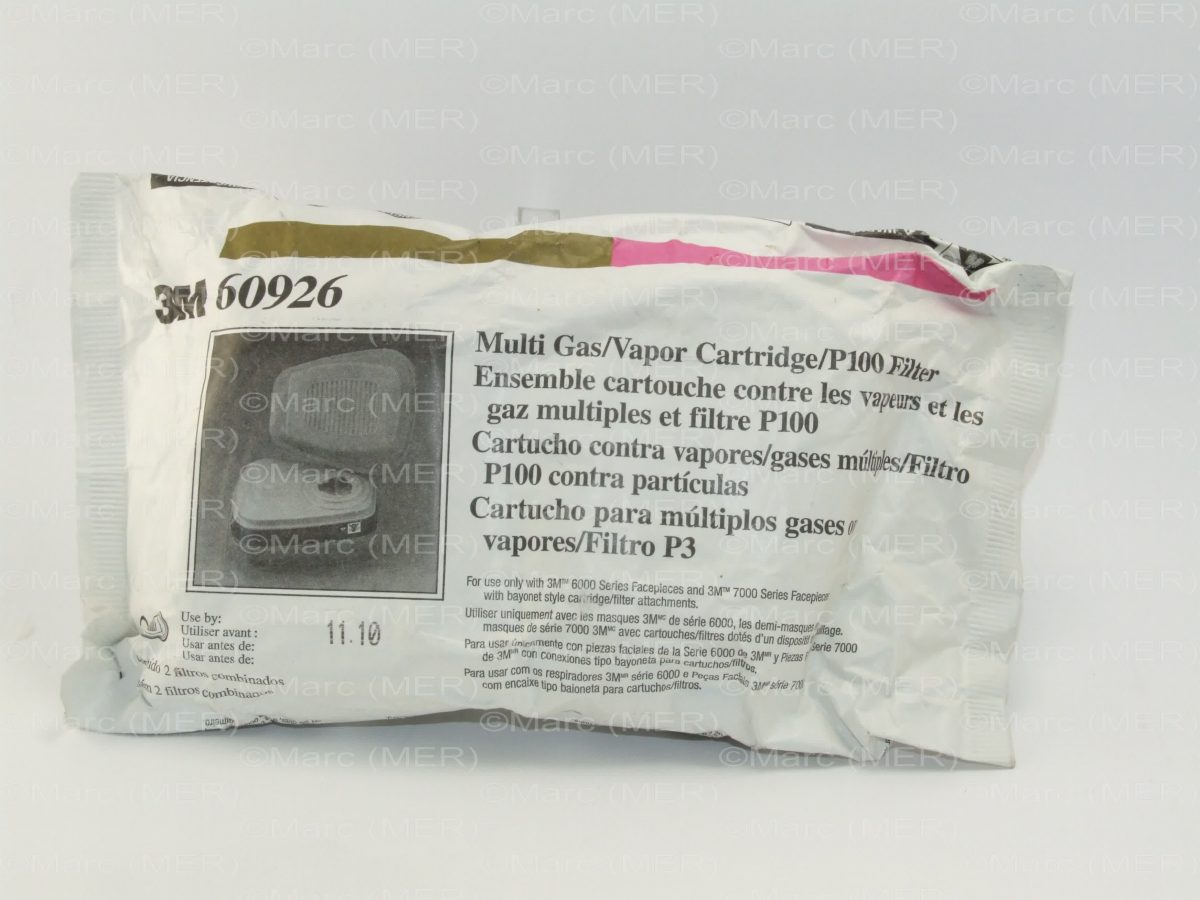 3M 60926
Multi Gas/Vapor Cartridge/P100 Filter
Ensemble cartouche contre les vapeurs et les
gaz multiples et filtre P100
Cartucho contra vapores/gases múltiples/Filtro
P100 contra partículas
Cartucho para múltiplos gases
vapores/Filtro P3
For use only with 3M™ 6000 Series Facepieces and 3M™ 7000 Series Facepieces
with bayonet style cartridge/filter attachments.
Utiliser uniquement avec les masques 3Mᴹᶜ de série 6000, les demi-masques
masques de série 7000 3Mᴹᶜ avec cartouches/filtres dotés d'un
Para usar únicamente con piezas faciales de la Serie 6000 de 3M y Piezas Serie 7000
de 3M con conexiones tipo bayoneta para cartuchos/filtros.
Para usar com os respiradores 3M série 6000 e Peças 3M série
com encaixe tipo baioneta para cartuchos/filtros.
Use by:
Utiliser avant :
Usar antes de:
Usar antes de:
11.10
2 filtros combinados
2 filtros combinados
©Marc (MER)